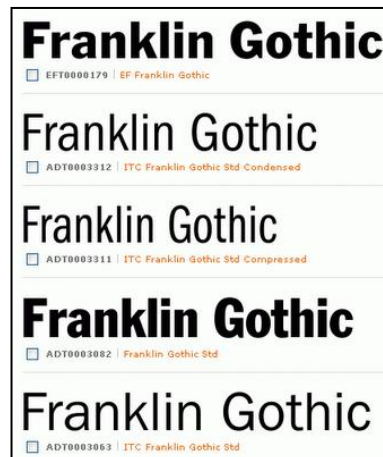 Franklin Gothic
EFT0000179 | EF Franklin Gothic
Franklin Gothic
ADT0003312 | ITC Franklin Gothic Std Condensed
Franklin Gothic
ADT0003311 | ITC Franklin Gothic Std Compressed
Franklin Gothic
ADT0003082 | Franklin Gothic Std
Franklin Gothic
ADT0003063 | ITC Franklin Gothic Std